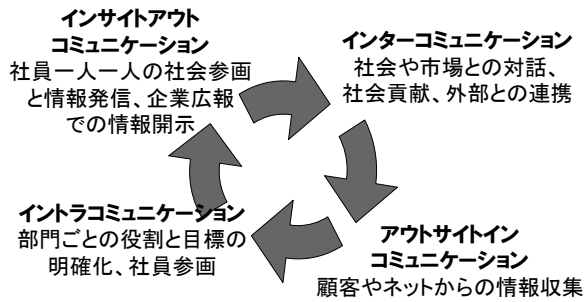 インサイトアウト
コミュニケーション
社員一人一人の社会参画
と情報発信、企業広報
での情報開示
インターコミュニケーション
社会や市場との対話、
社会貢献、外部との連携
アウトサイトイン
コミュニケーション
顧客やネットからの情報収集
イントラコミュニケーション
部門ごとの役割と目標の
明確化、社員参画